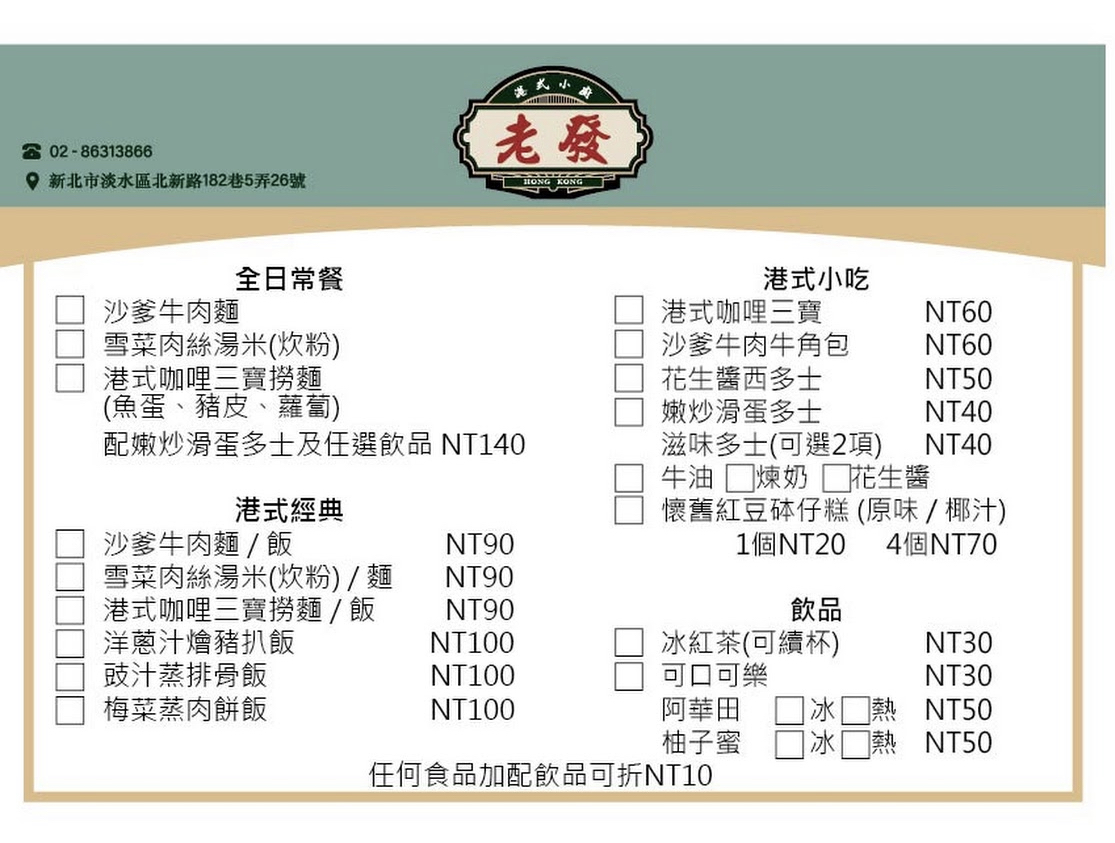 港式小廚
老發
HONG KONG
02-86313866
新北市淡水區北新路182巷5弄26號
全日常餐
沙爹牛肉麵
雪菜肉絲湯米(炊粉)
港式咖哩三寶撈麵
(魚蛋、豬皮、蘿蔔)
配嫩炒滑蛋多士及任選飲品 NT140
港式經典
沙爹牛肉麵 / 飯 NT90
雪菜肉絲湯米(炊粉) / 麵 NT90
港式咖哩三寶撈麵 / 飯 NT90
洋蔥汁燴豬扒飯 NT100
豉汁蒸排骨飯 NT100
梅菜蒸肉餅飯 NT100
港式小吃
港式咖哩三寶 NT60
沙爹牛肉牛角包 NT60
花生醬西多士 NT50
嫩炒滑蛋多士 NT40
滋味多士(可選2項) NT40
牛油 煉奶 花生醬
懷舊紅豆砵仔糕 (原味 / 椰汁)
1個NT20 4個NT70
飲品
冰紅茶(可續杯) NT30
可口可樂 NT30
阿華田 冰 熱 NT50
柚子蜜 冰 熱 NT50
任何食品加配飲品可折NT10